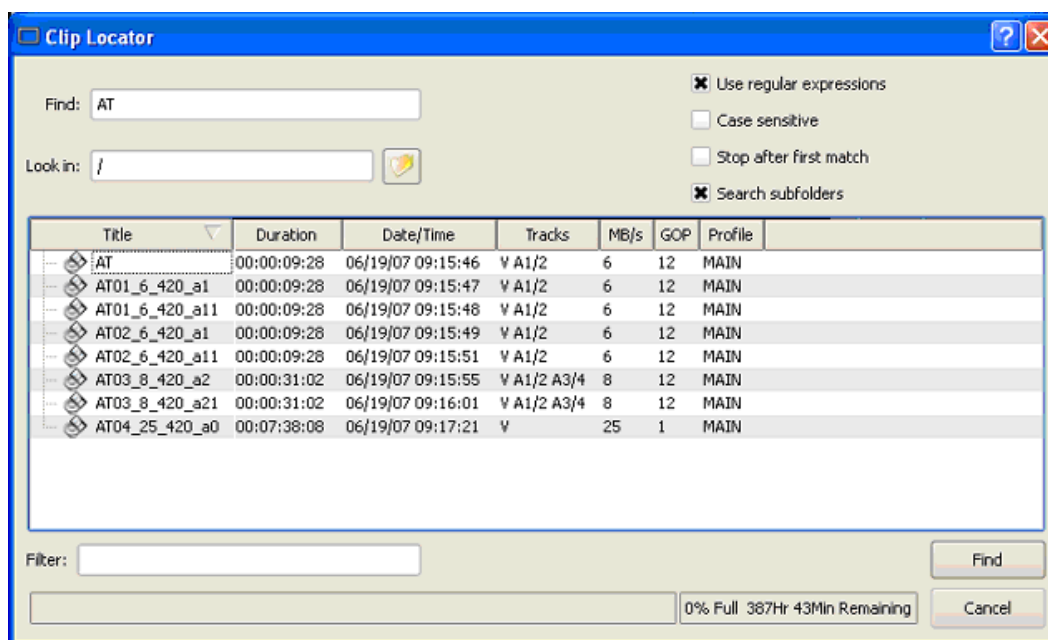 Clip Locator
Find: AT
Use regular expressions
Case sensitive
Look in: /
Stop after first match
Search subfolders
Title Duration Date/Time Tracks MB/s GOP Profile
AT 00:00:09:28 06/19/07 09:15:46 V A1/2 6 12 MAIN
AT01_6_420_a1 00:00:09:28 06/19/07 09:15:47 V A1/2 6 12 MAIN
AT01_6_420_a11 00:00:09:28 06/19/07 09:15:48 V A1/2 6 12 MAIN
AT02_6_420_a1 00:00:09:28 06/19/07 09:15:49 V A1/2 6 12 MAIN
AT02_6_420_a11 00:00:09:28 06/19/07 09:15:51 V A1/2 6 12 MAIN
AT03_8_420_a2 00:00:31:02 06/19/07 09:15:55 V A1/2 A3/4 8 12 MAIN
AT03_8_420_a21 00:00:31:02 06/19/07 09:16:01 V A1/2 A3/4 8 12 MAIN
AT04_25_420_a0 00:07:38:08 06/19/07 09:17:21 V 25 1 MAIN
Filter:
Find
0% Full 387Hr 43Min Remaining
Cancel